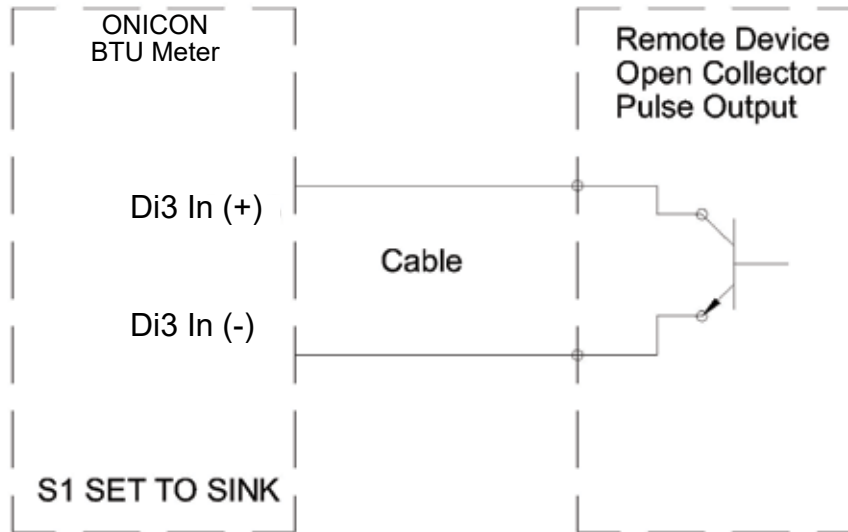 ONICON
BTU Meter
Remote Device
Open Collector
Pulse Output
Di3 In (+)
Cable
Di3 In (-)
S1 SET TO SINK